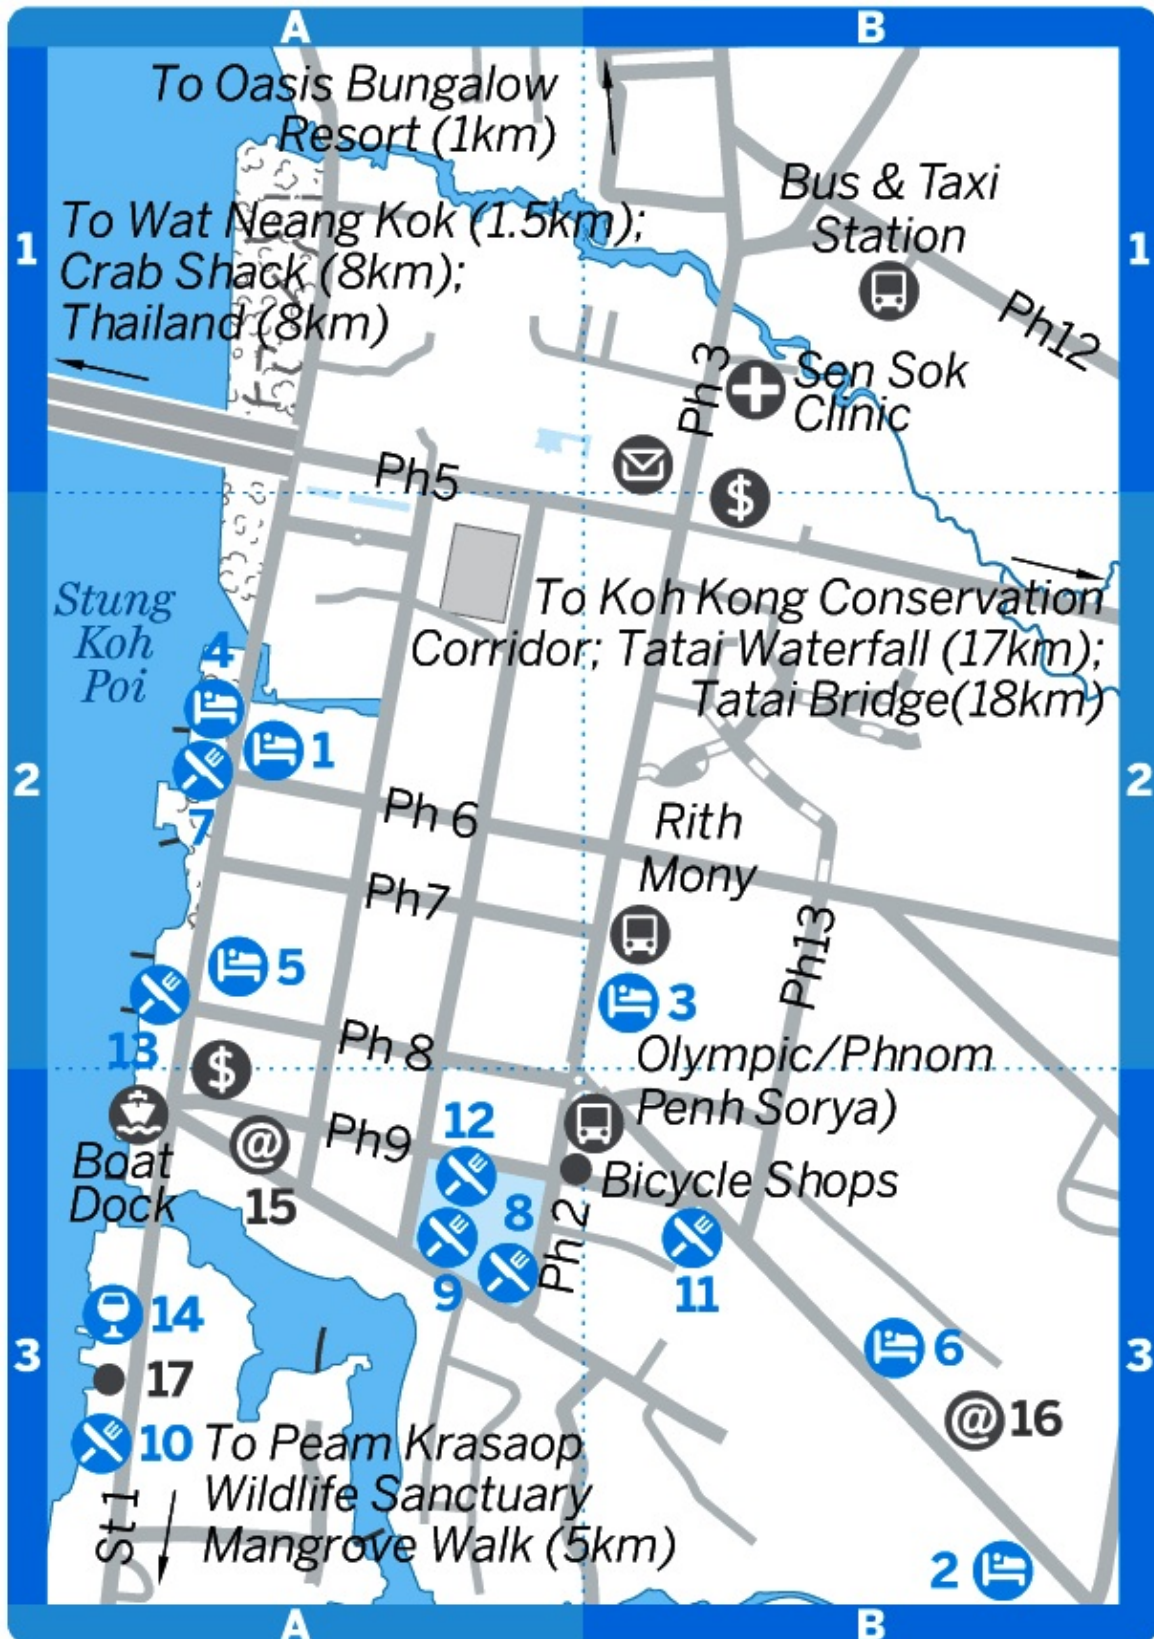 A
B
To Oasis Bungalow
Resort (1km)
Bus & Taxi
Station
1
To Wat Neang Kok (1.5km);
Crab Shack (8km);
Thailand (8km)
1
Ph12
Ph 3
Sen Sok
Clinic
Ph5
$
Stung
Koh
Poi
To Koh Kong Conservation
Corridor; Tatai Waterfall (17km);
Tatai Bridge(18km)
4
1
2
2
7
Ph 6
Rith
Mony
Ph7
Ph13
5
3
13
Ph 8
Olympic/Phnom
Penh Sorya)
$
12
Ph9
@
Boat
Dock
15
Bicycle Shops
8
Ph 2
9
11
14
6
3
3
17
@ 16
10
To Peam Krasaop
Wildlife Sanctuary
Mangrove Walk (5km)
St 1
2
A
B